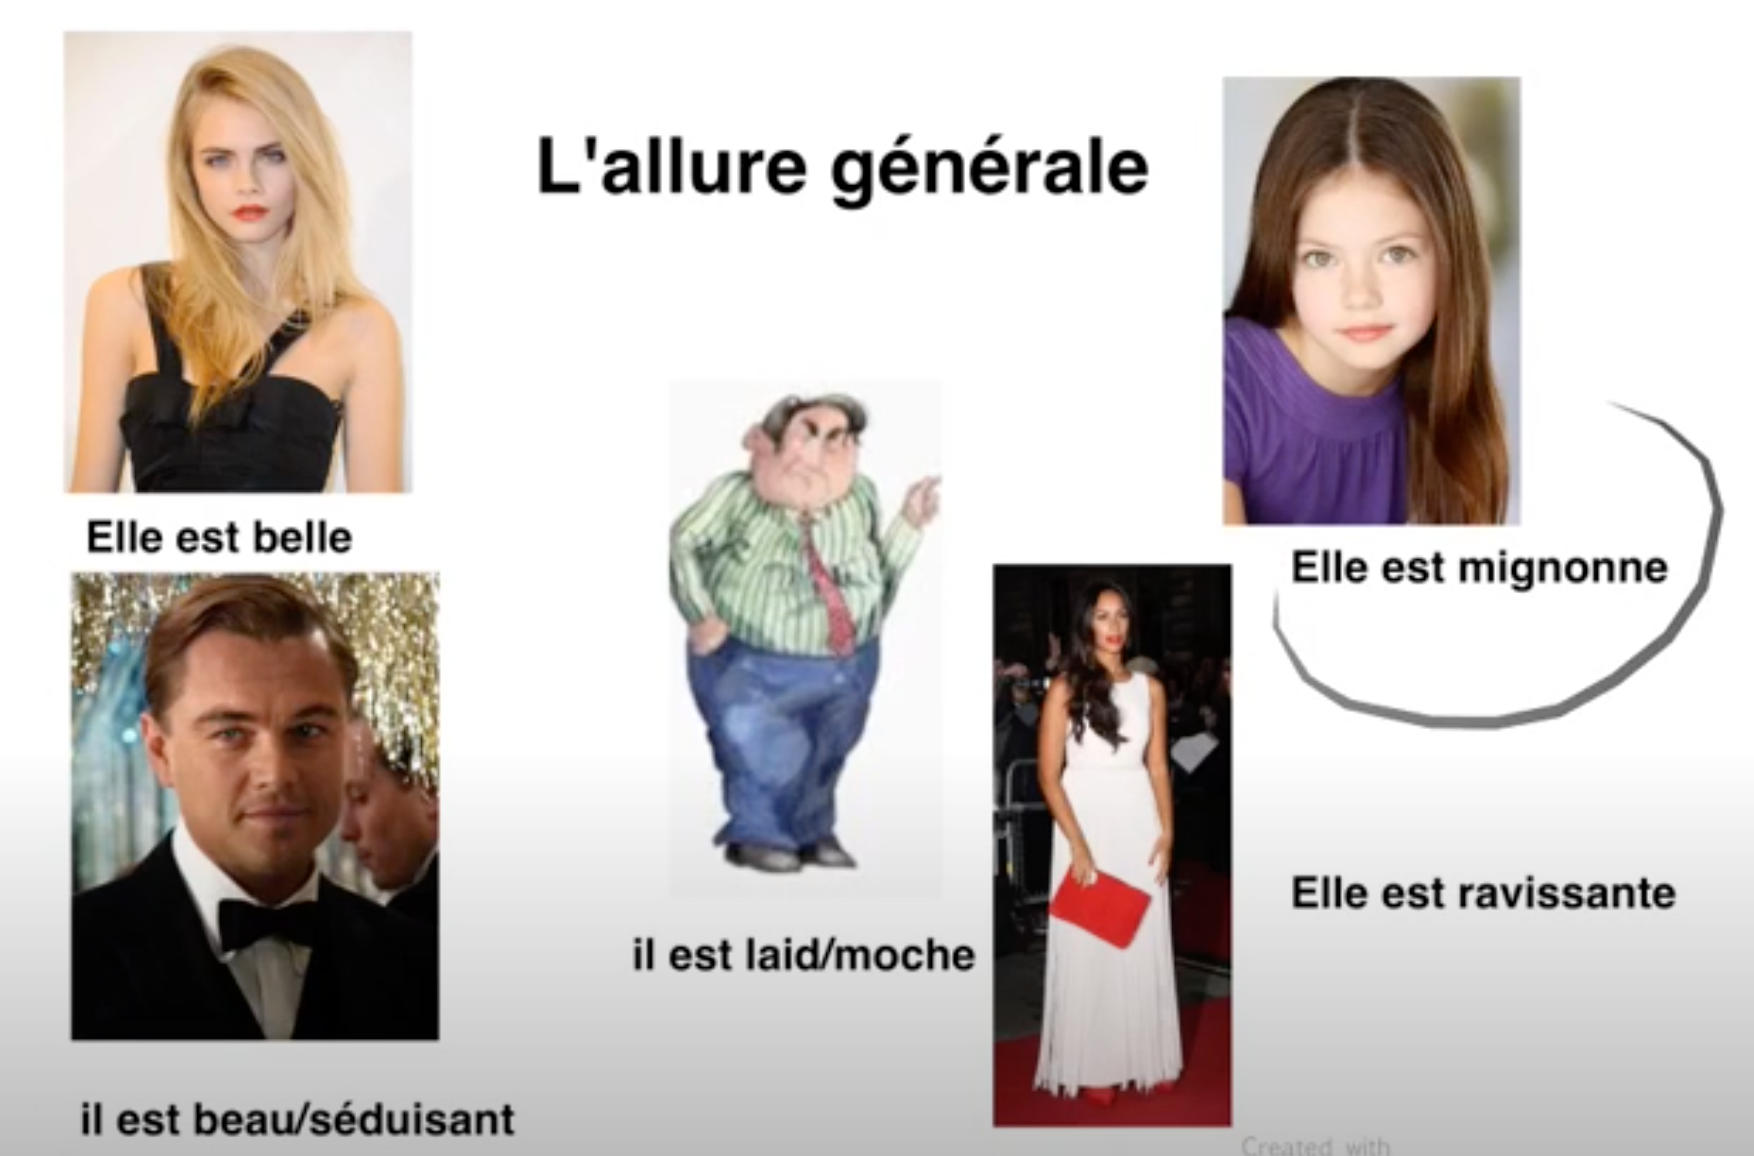 L'allure générale
Elle est belle
Elle est mignonne
Elle est ravissante
il est laid/moche
il est beau/séduisant
Created with